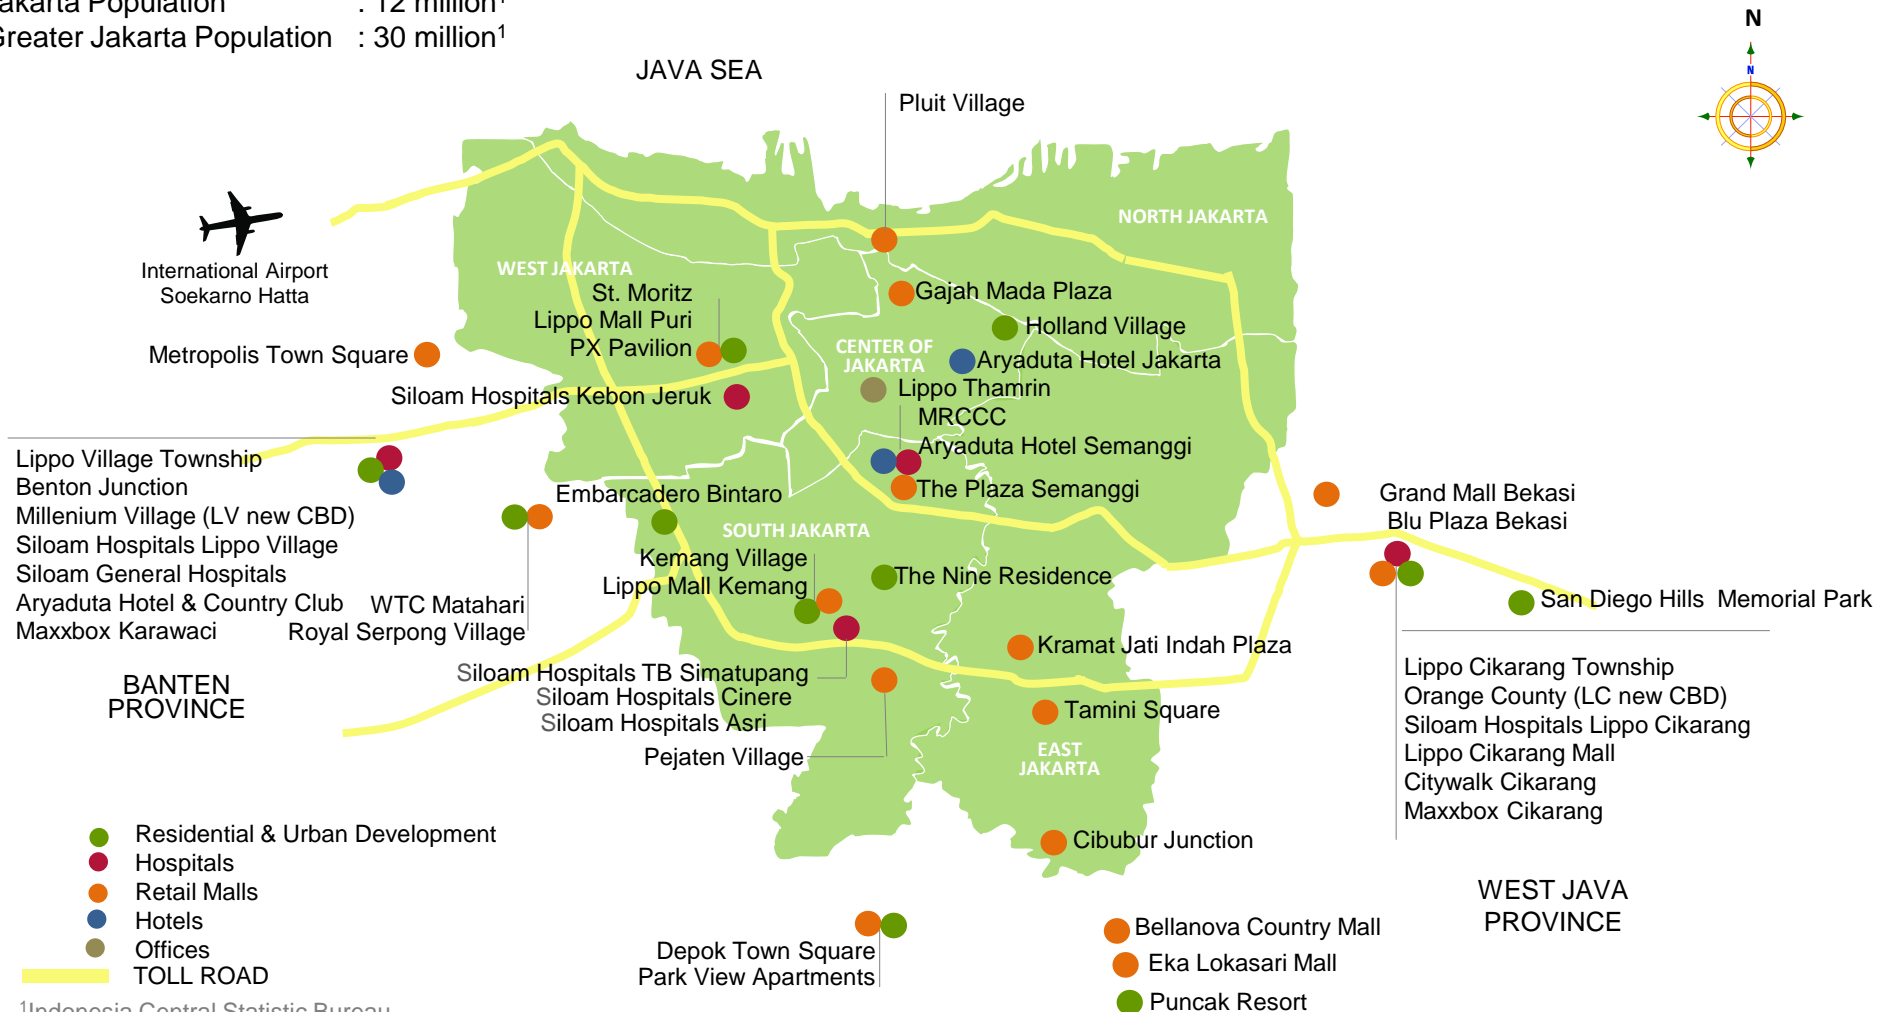 akarta Population : 12 million¹
Greater Jakarta Population : 30 million¹
N
N
JAVA SEA
Pluit Village
NORTH JAKARTA
WEST JAKARTA
International Airport
Soekarno Hatta
St. Moritz
Lippo Mall Puri
PX Pavilion
Gajah Mada Plaza
Holland Village
CENTER OF
JAKARTA
Aryaduta Hotel Jakarta
Metropolis Town Square
Siloam Hospitals Kebon Jeruk
Lippo Thamrin
MRCCC
Aryaduta Hotel Semanggi
The Plaza Semanggi
Lippo Village Township
Benton Junction
Millenium Village (LV new CBD)
Siloam Hospitals Lippo Village
Siloam General Hospitals
Aryaduta Hotel & Country Club
Maxxbox Karawaci
Embarcadero Bintaro
SOUTH JAKARTA
Kemang Village
Lippo Mall Kemang
The Nine Residence
WTC Matahari
Royal Serpong Village
Grand Mall Bekasi
Blu Plaza Bekasi
San Diego Hills Memorial Park
Kramat Jati Indah Plaza
Siloam Hospitals TB Simatupang
Siloam Hospitals Cinere
Siloam Hospitals Asri
Pejaten Village
Tamini Square
EAST
JAKARTA
Lippo Cikarang Township
Orange County (LC new CBD)
Siloam Hospitals Lippo Cikarang
Lippo Cikarang Mall
Citywalk Cikarang
Maxxbox Cikarang
BANTEN
PROVINCE
Cibubur Junction
WEST JAVA
PROVINCE
Residential & Urban Development
Hospitals
Retail Malls
Hotels
Offices
TOLL ROAD
Depok Town Square
Park View Apartments
Bellanova Country Mall
Eka Lokasari Mall
Puncak Resort
¹Indonesia Central Statistic Bureau